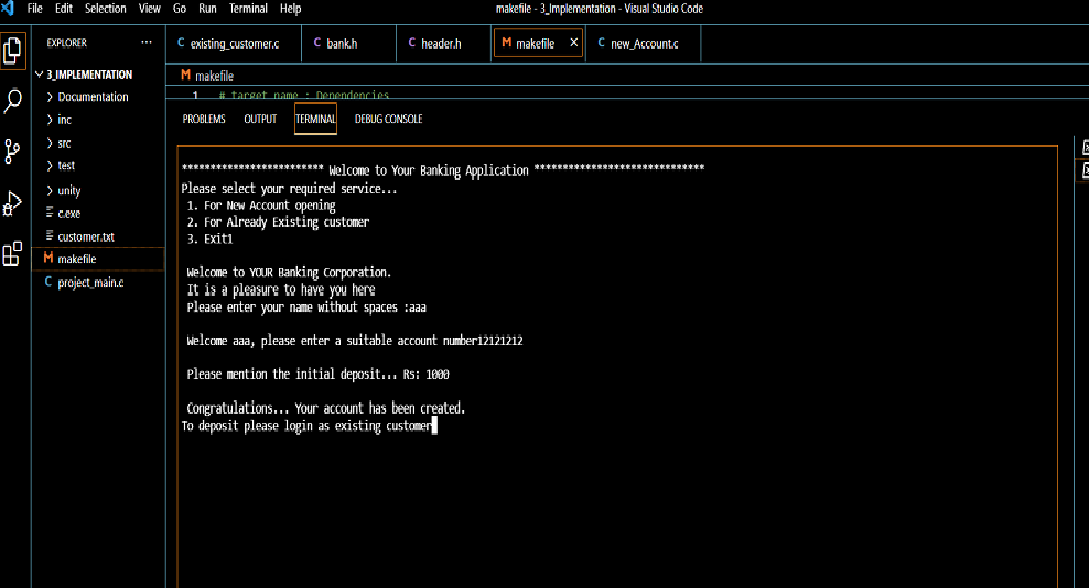 File Edit Selection View Go Run Terminal Help makefile - 3_Implementation - Visual Studio Code
EXPLORER ...
existing_customer.c bank.h header.h makefile new_Account.c
3_IMPLEMENTATION
makefile
Documentation
1 # target name : Dependencies
inc
PROBLEMS OUTPUT TERMINAL DEBUG CONSOLE
src
test
unity
c.exe
customer.txt
makefile
project_main.c
************************ Welcome to Your Banking Application *****************************
Please select your required service...
1. For New Account opening
2. For Already Existing customer
3. Exit1
Welcome to YOUR Banking Corporation.
It is a pleasure to have you here
Please enter your name without spaces :aaa
Welcome aaa, please enter a suitable account number12121212
Please mention the initial deposit... Rs: 1000
Congratulations... Your account has been created.
To deposit please login as existing customer